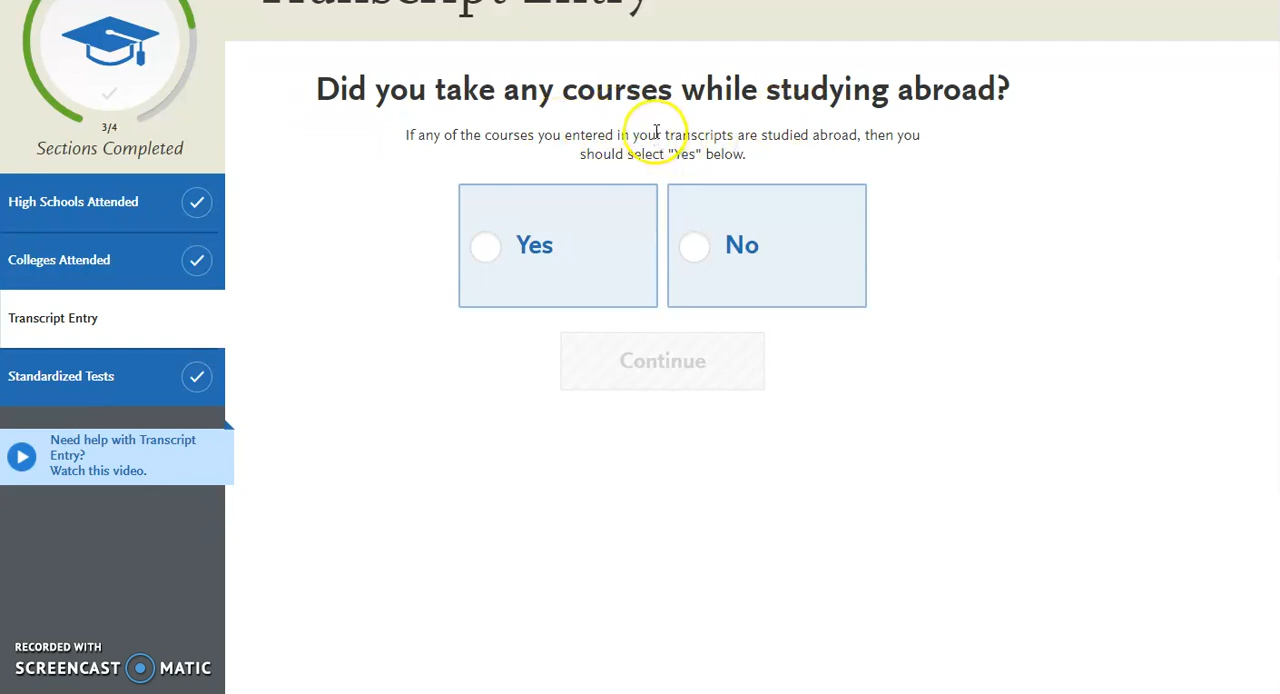 Transcript Entry
3/4
Sections Completed
High Schools Attended
Colleges Attended
Transcript Entry
Standardized Tests
Need help with Transcript
Entry?
Watch this video.
RECORDED WITH
SCREENCAST MATIC
Did you take any courses while studying abroad?
If any of the courses you entered in your transcripts are studied abroad, then you
should select "Yes" below.
Yes
No
Continue